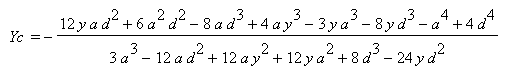 Yc = - \frac{12 y a d^2 + 6 a^2 d^2 - 8 a d^3 + 4 a y^3 - 3 y a^3 - 8 y d^3 - a^4 + 4 d^4}{3 a^3 - 12 a d^2 + 12 a y^2 + 12 y a^2 + 8 d^3 - 24 y d^2}